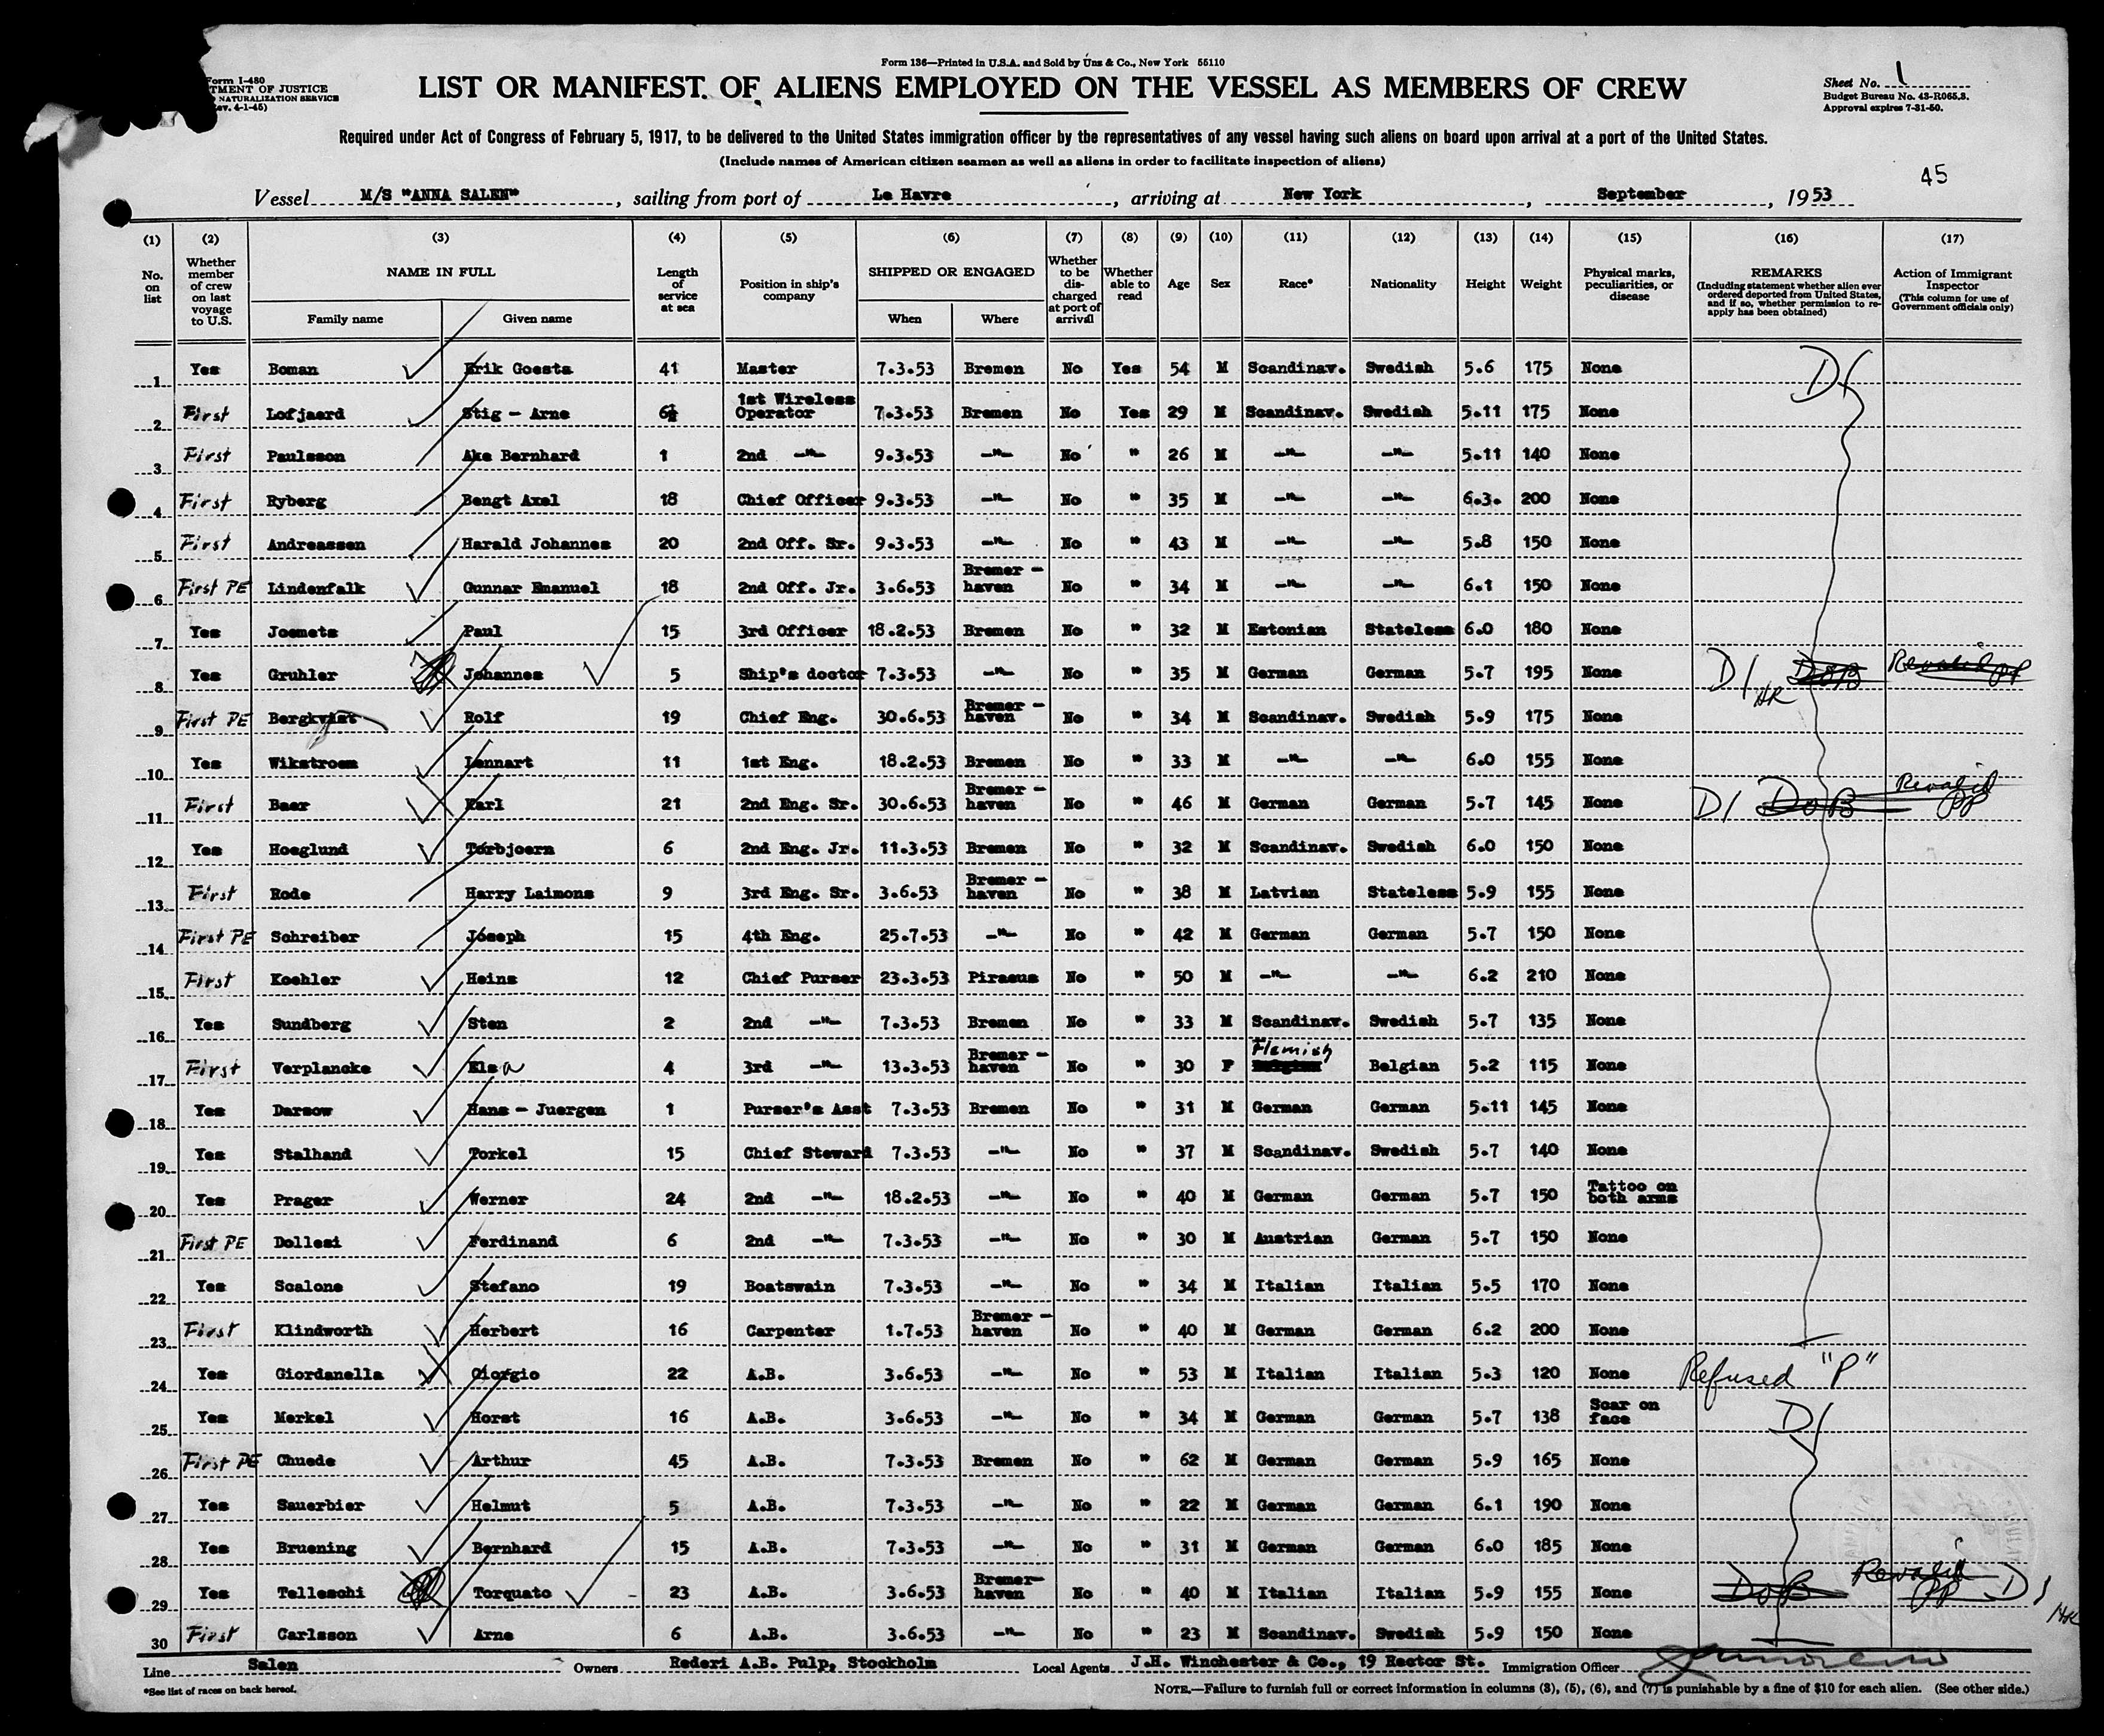 Form 136—Printed in U.S.A. and Sold by Unz & Co., New York 55110
Form I-480
TMENT OF JUSTICE
NATURALIZATION SERVICE
ev. 4-1-45)
LIST OR MANIFEST OF ALIENS EMPLOYED ON THE VESSEL AS MEMBERS OF CREW
Sheet No. 1
Budget Bureau No. 43-R065.3.
Approval expires 7-31-50.
Required under Act of Congress of February 5, 1917, to be delivered to the United States immigration officer by the representatives of any vessel having such aliens on board upon arrival at a port of the United States.
(Include names of American citizen seamen as well as aliens in order to facilitate inspection of aliens)
45
Vessel M/S "ANNA SALEN", sailing from port of Le Havre, arriving at New York, September, 1953
(1) (2) (3) (4) (5) (6) (7) (8) (9) (10) (11) (12) (13) (14) (15) (16) (17)
No. on list
Whether member of crew on last voyage to U.S.
NAME IN FULL
Family name
Given name
Length of service at sea
Position in ship's company
SHIPPED OR ENGAGED
When
Where
Whether to be discharged at port of arrival
Whether able to read
Age
Sex
Race*
Nationality
Height
Weight
Physical marks, peculiarities, or disease
REMARKS
(Including statement whether alien ever ordered deported from United States, and if so, whether permission to re-apply has been obtained)
Action of Immigrant Inspector
(This column for use of Government officials only)
1 Yes Boman Erik Goesta 41 Master 7.3.53 Bremen No Yes 54 M Scandinav. Swedish 5.6 175 None D1
2 First Lofjaerd Stig - Arne 6½ 1st Wireless Operator 7.3.53 Bremen No Yes 29 M Scandinav. Swedish 5.11 175 None
3 First Paulsson Ake Bernhard 1 2nd -"- 9.3.53 -"- No " 26 M -"- -"- 5.11 140 None
4 First Ryberg Bengt Axel 18 Chief Officer 9.3.53 -"- No " 35 M -"- -"- 6.3. 200 None
5 First Andreassen Harald Johannes 20 2nd Off. Sr. 9.3.53 -"- No " 43 M -"- -"- 5.8 150 None
6 First PE Lindenfalk Gunnar Emanuel 18 2nd Off. Jr. 3.6.53 Bremer - haven No " 34 M -"- -"- 6.1 150 None
7 Yes Joemets Paul 15 3rd Officer 18.2.53 Bremen No " 32 M Estonian Stateless 6.0 180 None
8 Yes Gruhler Johannes 5 Ship's doctor 7.3.53 -"- No " 35 M German German 5.7 195 None D1 HR DoB Revalid PP
9 First PE Bergkvist Rolf 19 Chief Eng. 30.6.53 Bremer - haven No " 34 M Scandinav. Swedish 5.9 175 None
10 Yes Wikstroem Lennart 11 1st Eng. 18.2.53 Bremen No " 33 M -"- -"- 6.0 155 None
11 First Baer Karl 21 2nd Eng. Sr. 30.6.53 Bremer - haven No " 46 M German German 5.7 145 None D1 DoB Revalid PP
12 Yes Hoeglund Torbjoern 6 2nd Eng. Jr. 11.3.53 Bremen No " 32 M Scandinav. Swedish 6.0 150 None
13 First Rode Harry Laimons 9 3rd Eng. Sr. 3.6.53 Bremer - haven No " 38 M Latvian Stateless 5.9 155 None
14 First PE Schreiber Joseph 15 4th Eng. 25.7.53 -"- No " 42 M German German 5.7 150 None
15 First Koehler Heinz 12 Chief Purser 23.3.53 Piraeus No " 50 M -"- -"- 6.2 210 None
16 Yes Sundberg Sten 2 2nd -"- 7.3.53 Bremen No " 33 M Scandinav. Swedish 5.7 135 None
17 First Verplancke Elsa 4 3rd -"- 13.3.53 Bremer - haven No " 30 F Flemish Belgian 5.2 115 None
18 Yes Darsow Hans - Juergen 1 Purser's Asst 7.3.53 Bremen No " 31 M German German 5.11 145 None
19 Yes Stalhand Torkel 15 Chief Steward 7.3.53 -"- No " 37 M Scandinav. Swedish 5.7 140 None
20 Yes Prager Werner 24 2nd -"- 18.2.53 -"- No " 40 M German German 5.7 150 Tattoo on both arms
21 First PE Dollesi Ferdinand 6 2nd -"- 7.3.53 -"- No " 30 M Austrian German 5.7 150 None
22 Yes Scalone Stefano 19 Boatswain 7.3.53 -"- No " 34 M Italian Italian 5.5 170 None
23 First Klindworth Herbert 16 Carpenter 1.7.53 Bremer - haven No " 40 M German German 6.2 200 None
24 Yes Giordanella Giorgio 22 A.B. 3.6.53 -"- No " 53 M Italian Italian 5.3 120 None Refused "P"
25 Yes Merkel Horst 16 A.B. 3.6.53 -"- No " 34 M German German 5.7 138 Scar on face D1
26 First PE Chuede Arthur 45 A.B. 7.3.53 Bremen No " 62 M German German 5.9 165 None
27 Yes Sauerbier Helmut 5 A.B. 7.3.53 -"- No " 22 M German German 6.1 190 None
28 Yes Bruening Bernhard 15 A.B. 7.3.53 -"- No " 31 M German German 6.0 185 None
29 Yes Telleschi Torquato 23 A.B. 3.6.53 Bremer- haven No " 40 M Italian Italian 5.9 155 None DoB Revalid PP D1 HR
30 First Carlsson Arne 6 A.B. 3.6.53 -"- No " 23 M Scandinav. Swedish 5.9 150 None
Line Salen Owners Rederi A.B. Pulp, Stockholm Local Agents J.H. Winchester & Co., 19 Rector St. Immigration Officer
*See list of races on back hereof.
NOTE.—Failure to furnish full or correct information in columns (3), (5), (6), and (7) is punishable by a fine of $10 for each alien. (See other side.)